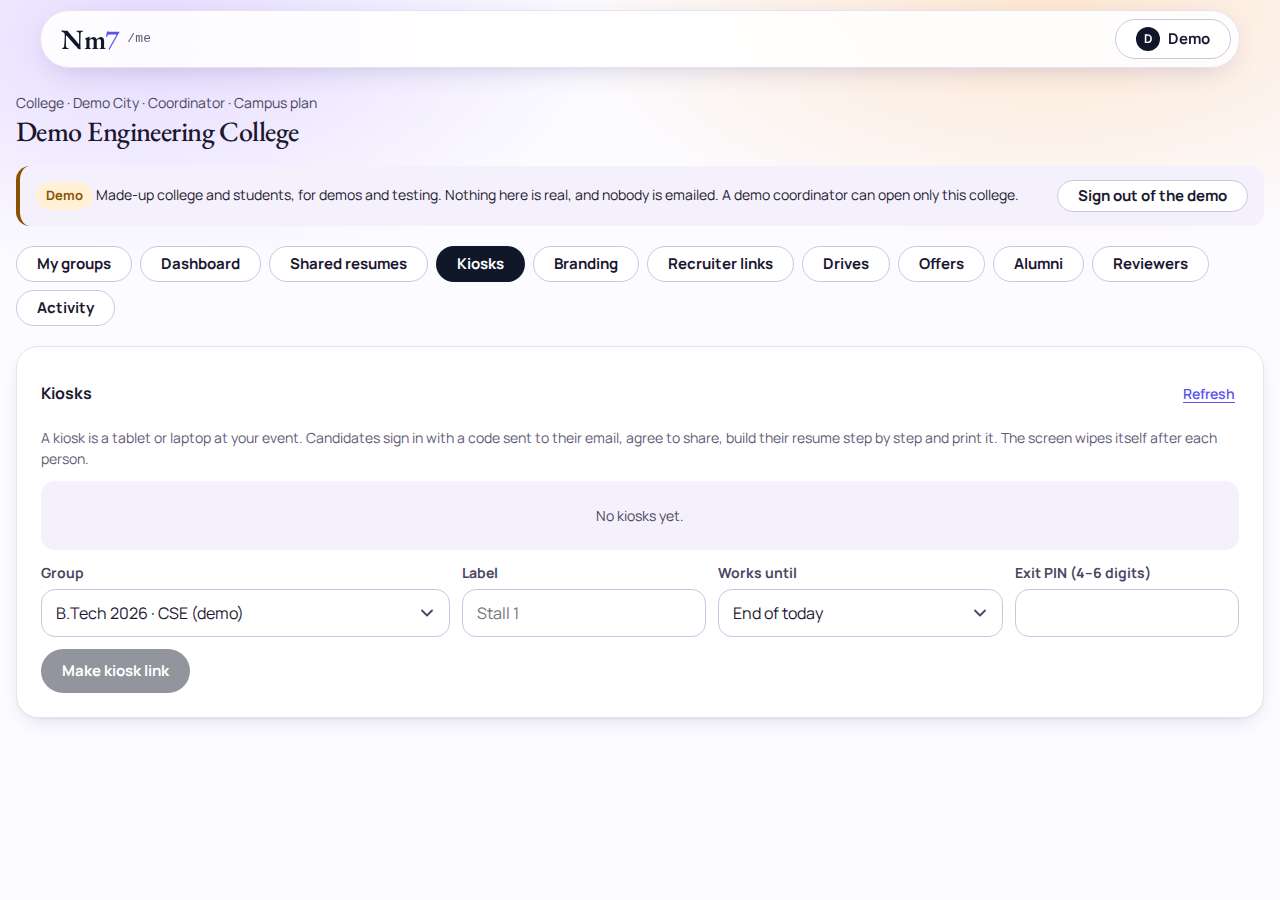 Nm7 /me
D Demo
College · Demo City · Coordinator · Campus plan
Demo Engineering College
Demo Made-up college and students, for demos and testing. Nothing here is real, and nobody is emailed. A demo coordinator can open only this college. Sign out of the demo
My groups Dashboard Shared resumes Kiosks Branding Recruiter links Drives Offers Alumni Reviewers
Activity
Kiosks Refresh
A kiosk is a tablet or laptop at your event. Candidates sign in with a code sent to their email, agree to share, build their resume step by step and print it. The screen wipes itself after each
person.
No kiosks yet.
Group Label Works until Exit PIN (4–6 digits)
B.Tech 2026 · CSE (demo) Stall 1 End of today
Make kiosk link